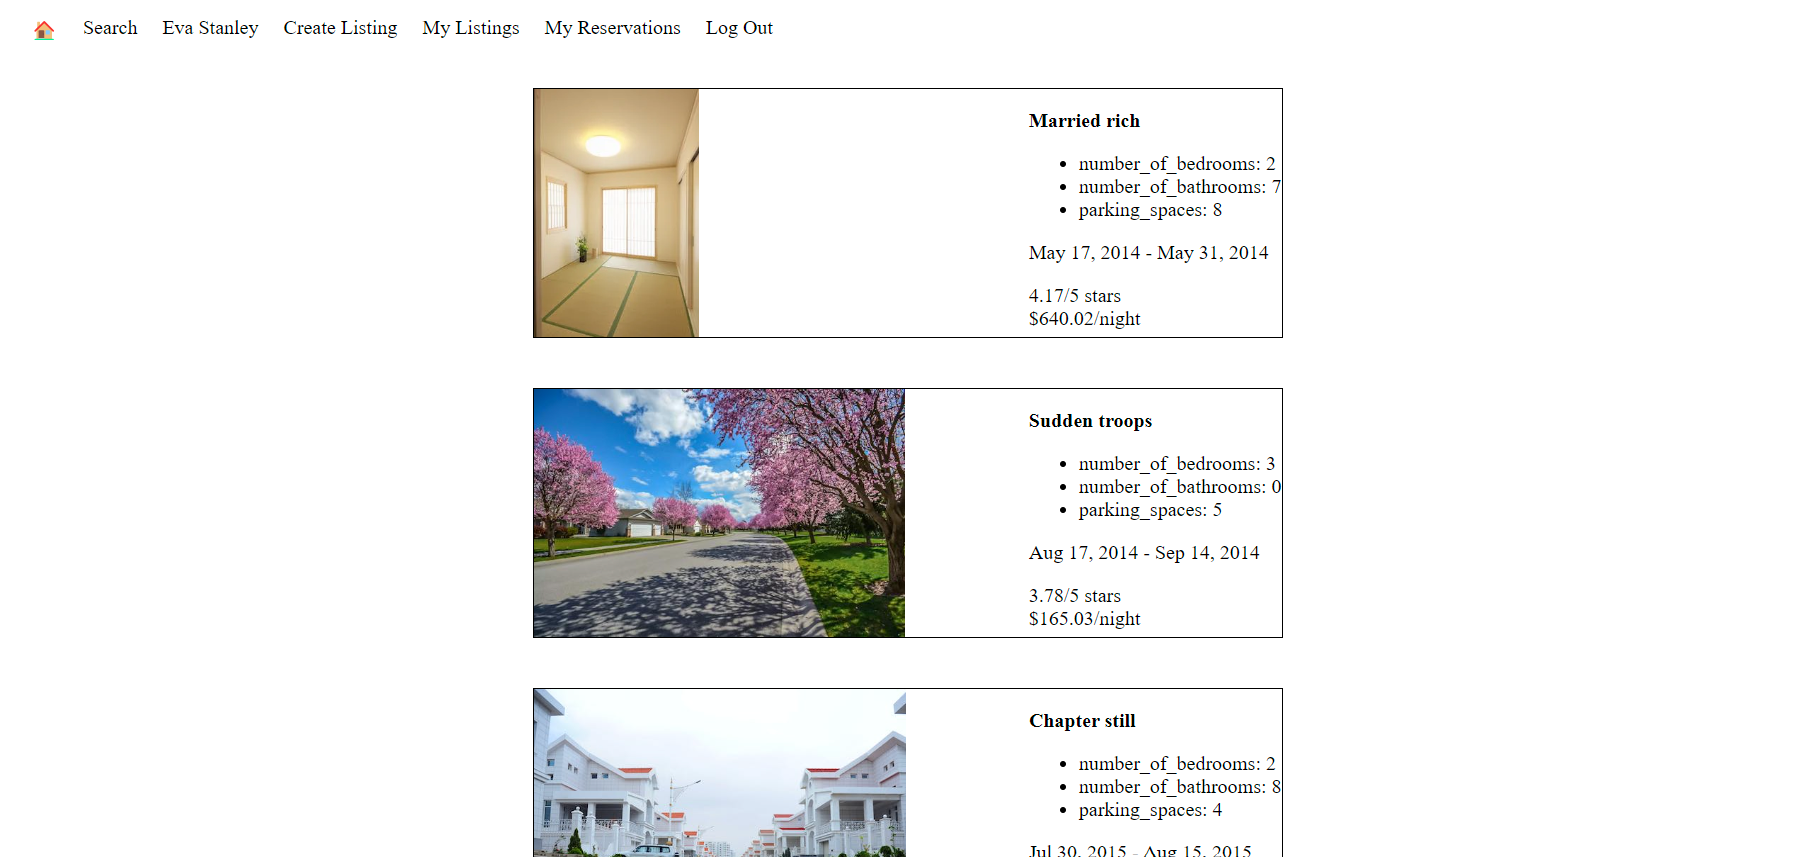 Search Eva Stanley Create Listing My Listings My Reservations Log Out
Married rich
number_of_bedrooms: 2
number_of_bathrooms: 7
parking_spaces: 8
May 17, 2014 - May 31, 2014
4.17/5 stars
$640.02/night
Sudden troops
number_of_bedrooms: 3
number_of_bathrooms: 0
parking_spaces: 5
Aug 17, 2014 - Sep 14, 2014
3.78/5 stars
$165.03/night
Chapter still
number_of_bedrooms: 2
number_of_bathrooms: 8
parking_spaces: 4
Jul 30, 2015 - Aug 15, 2015